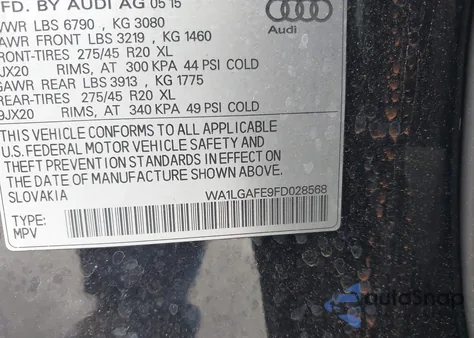 MFD. BY AUDI AG 05 15
Audi
VWR LBS 6790 , KG 3080
GAWR FRONT LBS 3219 , KG 1460
FRONT-TIRES 275/45 R20 XL
JX20 RIMS, AT 300 KPA 44 PSI COLD
GAWR REAR LBS 3913 , KG 1775
REAR-TIRES 275/45 R20 XL
9JX20 RIMS, AT 340 KPA 49 PSI COLD
THIS VEHICLE CONFORMS TO ALL APPLICABLE
U.S. FEDERAL MOTOR VEHICLE SAFETY AND
THEFT PREVENTION STANDARDS IN EFFECT ON
THE DATE OF MANUFACTURE SHOWN ABOVE.
SLOVAKIA WA1LGAFE9FD028568
TYPE:
MPV
autoSnap